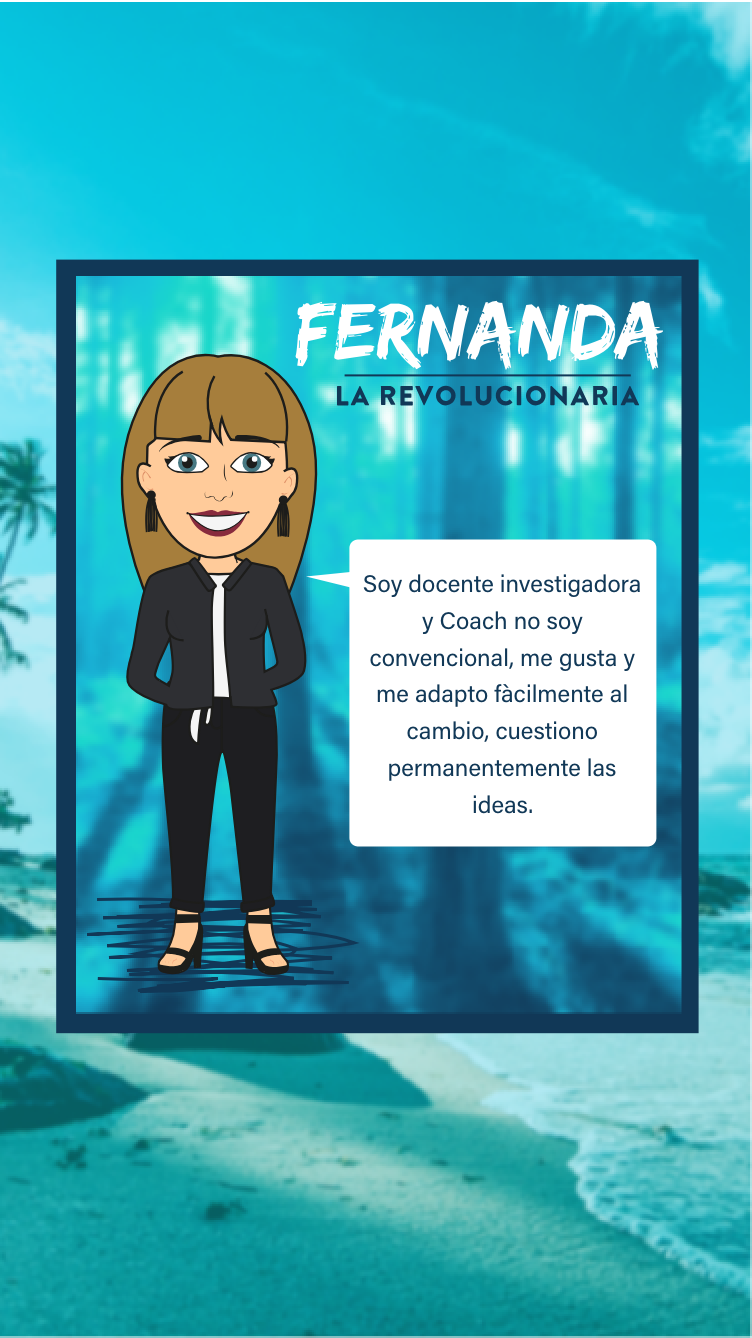 FERNANDA
LA REVOLUCIONARIA
Soy docente investigadora
y Coach no soy
convencional, me gusta y
me adapto fàcilmente al
cambio, cuestiono
permanentemente las
ideas.